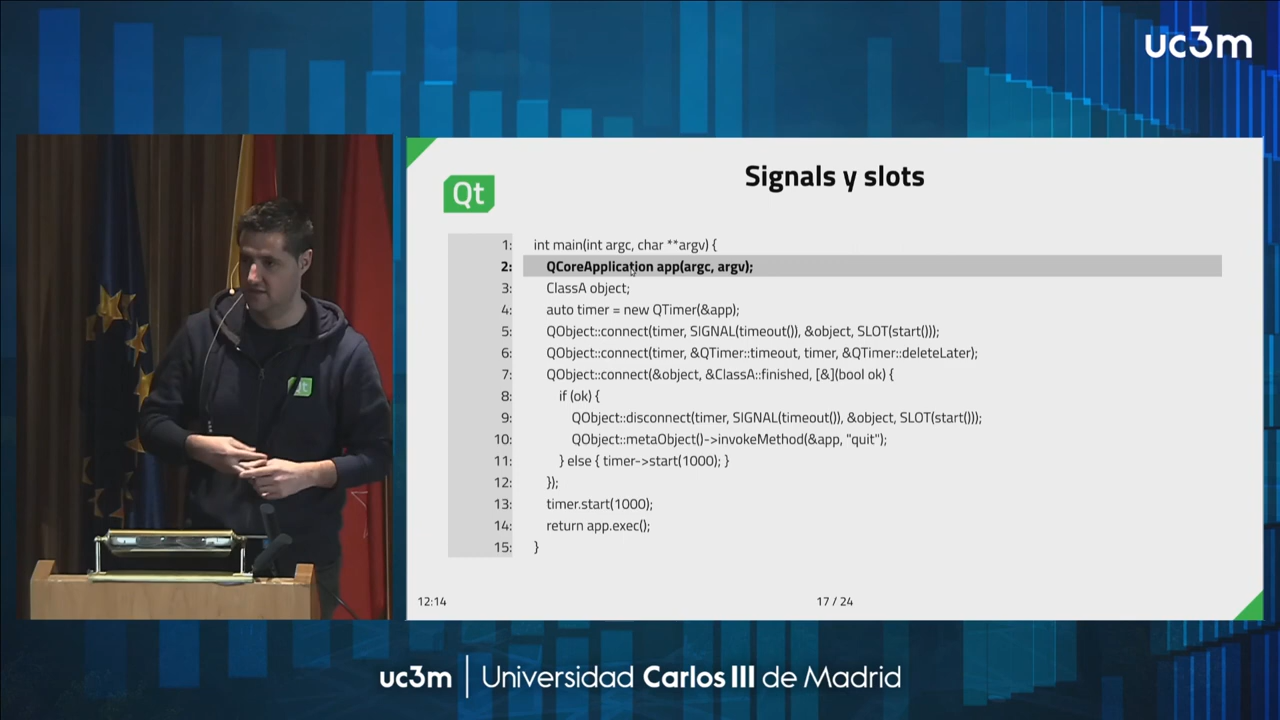 uc3m
Qt
Signals y slots
1: int main(int argc, char **argv) {
2: QCoreApplication app(argc, argv);
3: ClassA object;
4: auto timer = new QTimer(&app);
5: QObject::connect(timer, SIGNAL(timeout()), &object, SLOT(start()));
6: QObject::connect(timer, &QTimer::timeout, timer, &QTimer::deleteLater);
7: QObject::connect(&object, &ClassA::finished, [&](bool ok) {
8: if (ok) {
9: QObject::disconnect(timer, SIGNAL(timeout()), &object, SLOT(start()));
10: QObject::metaObject()->invokeMethod(&app, "quit");
11: } else { timer->start(1000); }
12: });
13: timer.start(1000);
14: return app.exec();
15: }
12:14
17 / 24
Qt
uc3m | Universidad Carlos III de Madrid